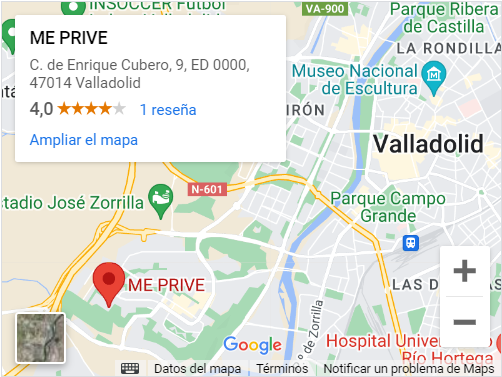 INSOCCER Fútbol
VA-900
Parque Ribera
de Castilla
ME PRIVE
C. de Enrique Cubero, 9, ED 0000,
47014 Valladolid
4,0 1 reseña
Ampliar el mapa
LA RONDILL
Museo Nacional
de Escultura
IRÓN
Valladolid
N-601
Estadio José Zorrilla
Parque Campo
Grande
ME PRIVE
LAS DE
Hospital Univers
Río Hortega
º de Zorrilla
Google
Datos del mapa Términos Notificar un problema de Maps